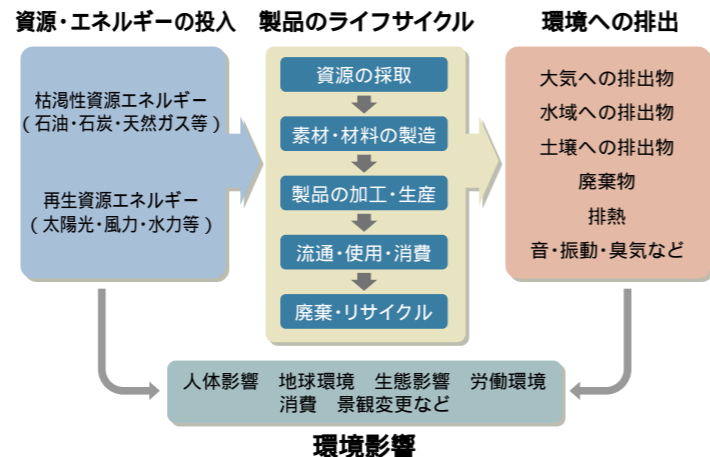 資源・エネルギーの投入
製品のライフサイクル
環境への排出
枯渇性資源エネルギー
(石油・石炭・天然ガス等)
再生資源エネルギー
(太陽光・風力・水力等)
資源の採取
素材・材料の製造
製品の加工・生産
流通・使用・消費
廃棄・リサイクル
大気への排出物
水域への排出物
土壌への排出物
廃棄物
排熱
音・振動・臭気など
人体影響 地球環境 生態影響 労働環境
消費 景観変更など
環境影響